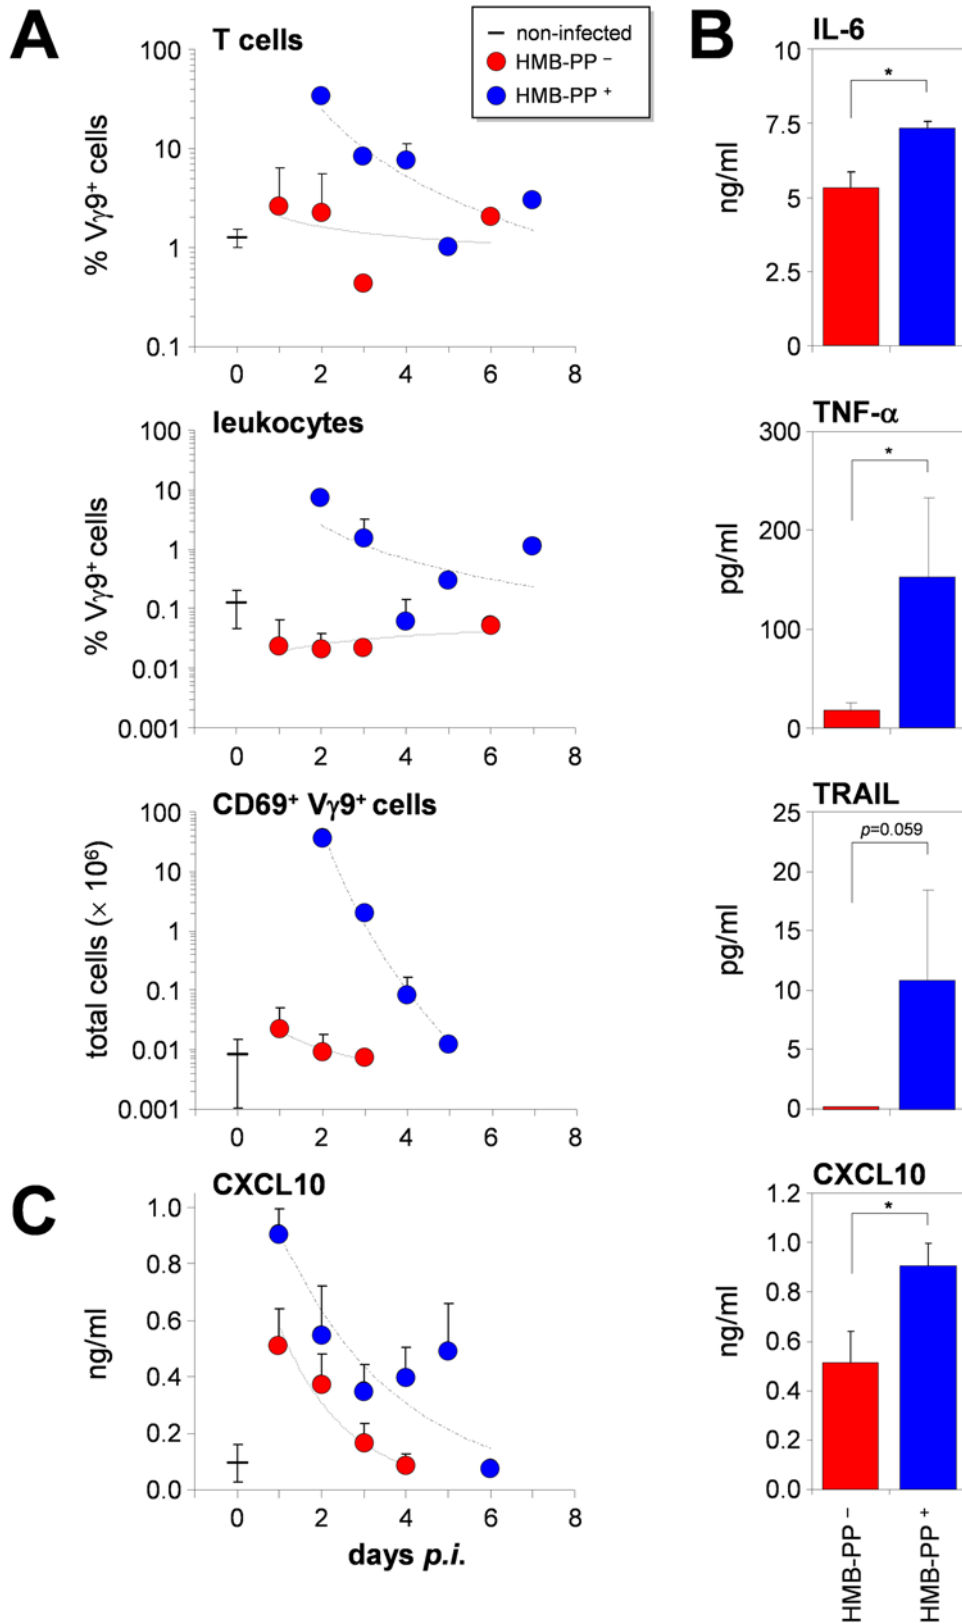 A
T cells
non-infected
HMB-PP −
HMB-PP +
% Vγ9+ cells
100
10
1
0.1
0 2 4 6 8
leukocytes
% Vγ9+ cells
100
10
1
0.1
0.01
0.001
0 2 4 6 8
CD69+ Vγ9+ cells
total cells (× 10⁶)
100
10
1
0.1
0.01
0.001
0 2 4 6 8
B
IL-6
ng/ml
10
7.5
5
2.5
0
*
TNF-α
pg/ml
300
200
100
0
*
TRAIL
pg/ml
25
20
15
10
5
0
p=0.059
CXCL10
ng/ml
1.2
1.0
0.8
0.6
0.4
0.2
0.0
*
HMB-PP −
HMB-PP +
C
CXCL10
ng/ml
1.0
0.8
0.6
0.4
0.2
0.0
0 2 4 6 8
days p.i.